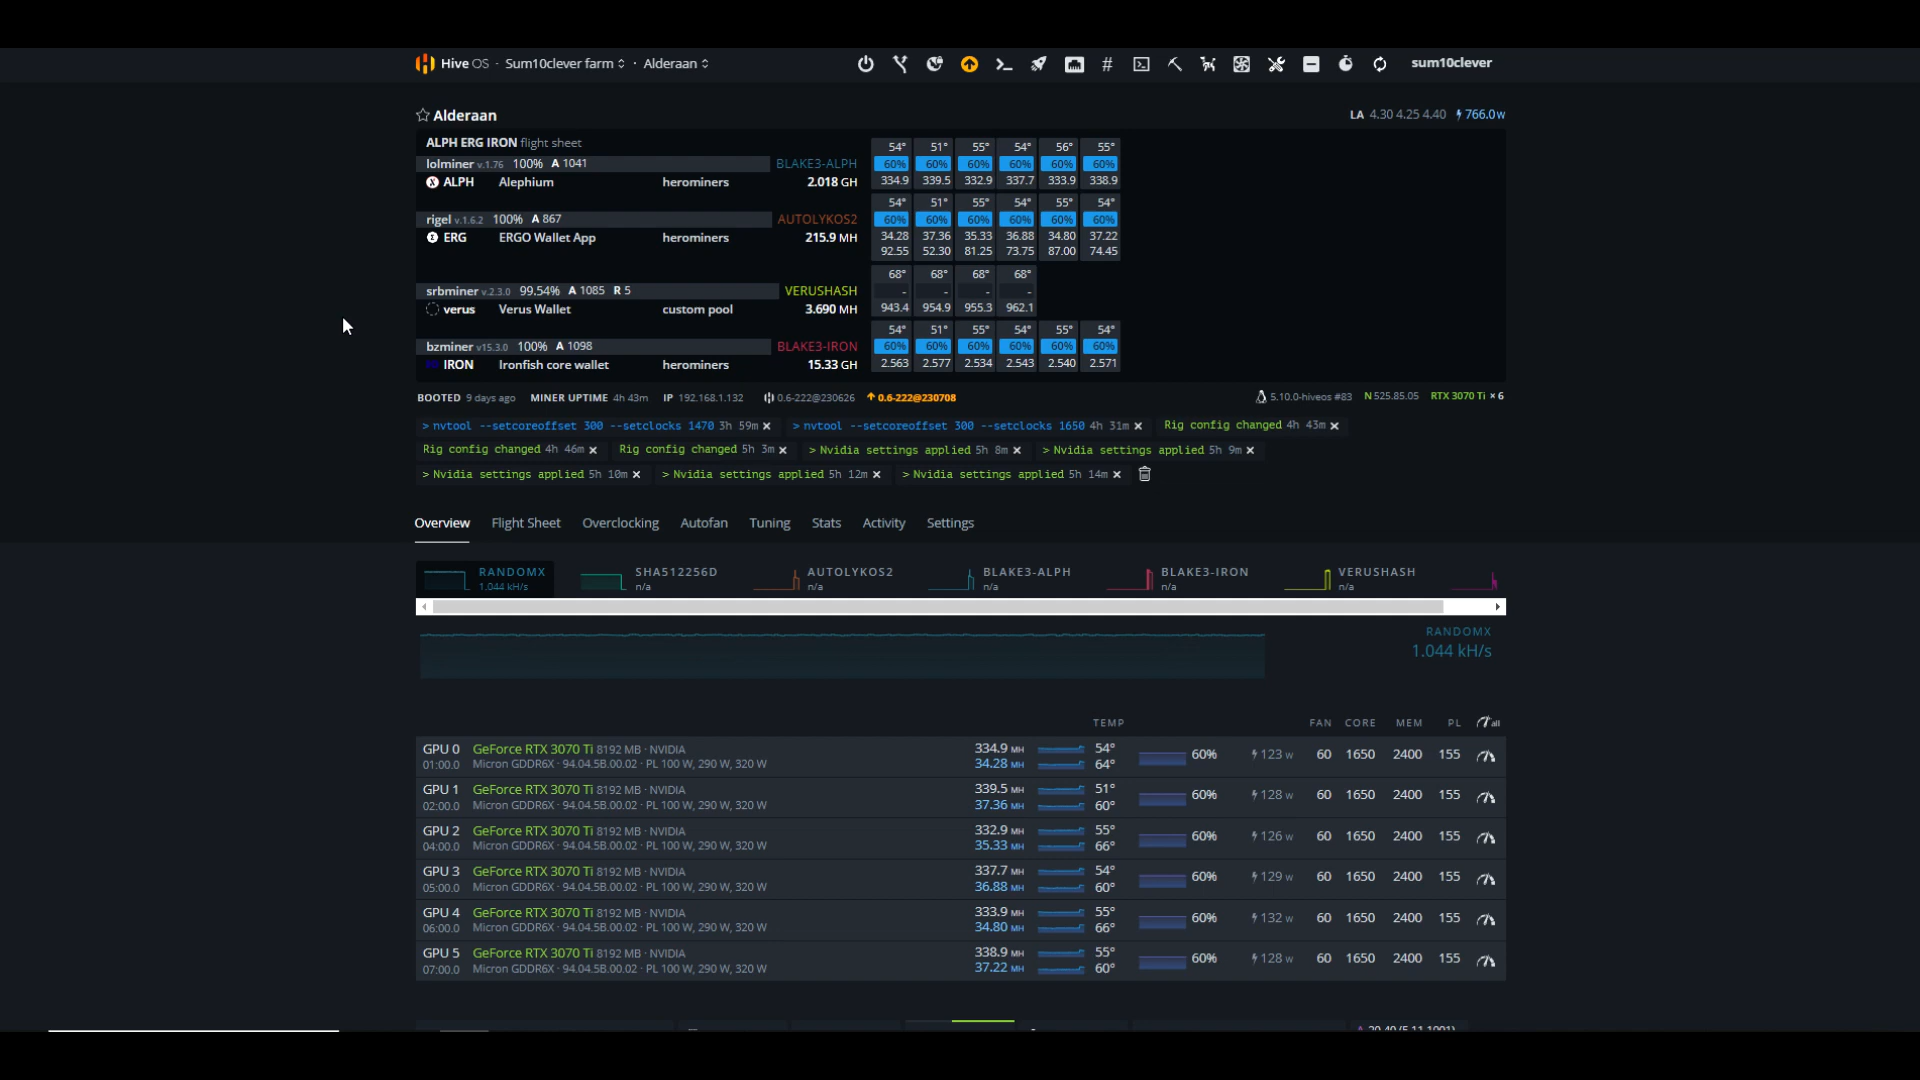 Hive OS · Sum10clever farm · Alderaan sum10clever
Alderaan LA 4.30 4.25 4.40 766.0w
ALPH ERG IRON flight sheet 54° 51° 55° 54° 56° 55°
lolminer v.1.76 100% A 1041 BLAKE3-ALPH 60% 60% 60% 60% 60% 60%
ALPH Alephium herominers 2.018 GH 334.9 339.5 332.9 337.7 333.9 338.9
54° 51° 55° 54° 55° 54°
rigel v.1.6.2 100% A 867 AUTOLYKOS2 60% 60% 60% 60% 60% 60%
ERG ERGO Wallet App herominers 215.9 MH 34.28 37.36 35.33 36.88 34.80 37.22
92.55 52.30 81.25 73.75 87.00 74.45
68° 68° 68° 68°
srbminer v.2.3.0 99.54% A 1085 R 5 VERUSHASH - - - -
verus Verus Wallet custom pool 3.690 MH 943.4 954.9 955.3 962.1
54° 51° 55° 54° 55° 54°
bzminer v15.3.0 100% A 1098 BLAKE3-IRON 60% 60% 60% 60% 60% 60%
IRON Ironfish core wallet herominers 15.33 GH 2.563 2.577 2.534 2.543 2.540 2.571
BOOTED 9 days ago MINER UPTIME 4h 43m IP 192.168.1.132 0.6-222@230626 0.6-222@230708 5.10.0-hiveos #83 N 525.85.05 RTX 3070 Ti × 6
> nvtool --setcoreoffset 300 --setclocks 1470 3h 59m × > nvtool --setcoreoffset 300 --setclocks 1650 4h 31m × Rig config changed 4h 43m ×
Rig config changed 4h 46m × Rig config changed 5h 3m × > Nvidia settings applied 5h 8m × > Nvidia settings applied 5h 9m ×
> Nvidia settings applied 5h 10m × > Nvidia settings applied 5h 12m × > Nvidia settings applied 5h 14m ×
Overview Flight Sheet Overclocking Autofan Tuning Stats Activity Settings
RANDOMX SHA512256D AUTOLYKOS2 BLAKE3-ALPH BLAKE3-IRON VERUSHASH
1.044 kH/s n/a n/a n/a n/a n/a
RANDOMX
1.044 kH/s
TEMP FAN CORE MEM PL all
GPU 0 GeForce RTX 3070 Ti 8192 MB · NVIDIA 334.9 MH 54° 60% 123 w 60 1650 2400 155
01:00.0 Micron GDDR6X · 94.04.5B.00.02 · PL 100 W, 290 W, 320 W 34.28 MH 64°
GPU 1 GeForce RTX 3070 Ti 8192 MB · NVIDIA 339.5 MH 51° 60% 128 w 60 1650 2400 155
02:00.0 Micron GDDR6X · 94.04.5B.00.02 · PL 100 W, 290 W, 320 W 37.36 MH 60°
GPU 2 GeForce RTX 3070 Ti 8192 MB · NVIDIA 332.9 MH 55° 60% 126 w 60 1650 2400 155
04:00.0 Micron GDDR6X · 94.04.5B.00.02 · PL 100 W, 290 W, 320 W 35.33 MH 66°
GPU 3 GeForce RTX 3070 Ti 8192 MB · NVIDIA 337.7 MH 54° 60% 129 w 60 1650 2400 155
05:00.0 Micron GDDR6X · 94.04.5B.00.02 · PL 100 W, 290 W, 320 W 36.88 MH 60°
GPU 4 GeForce RTX 3070 Ti 8192 MB · NVIDIA 333.9 MH 55° 60% 132 w 60 1650 2400 155
06:00.0 Micron GDDR6X · 94.04.5B.00.02 · PL 100 W, 290 W, 320 W 34.80 MH 66°
GPU 5 GeForce RTX 3070 Ti 8192 MB · NVIDIA 338.9 MH 55° 60% 128 w 60 1650 2400 155
07:00.0 Micron GDDR6X · 94.04.5B.00.02 · PL 100 W, 290 W, 320 W 37.22 MH 60°